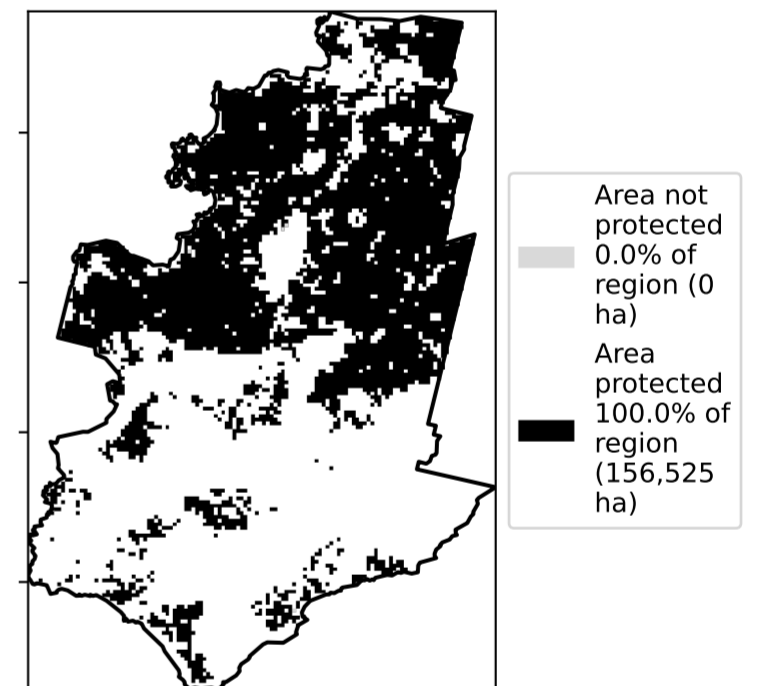 Area not
protected
0.0% of
region (0
ha)
Area
protected
100.0% of
region
(156,525
ha)